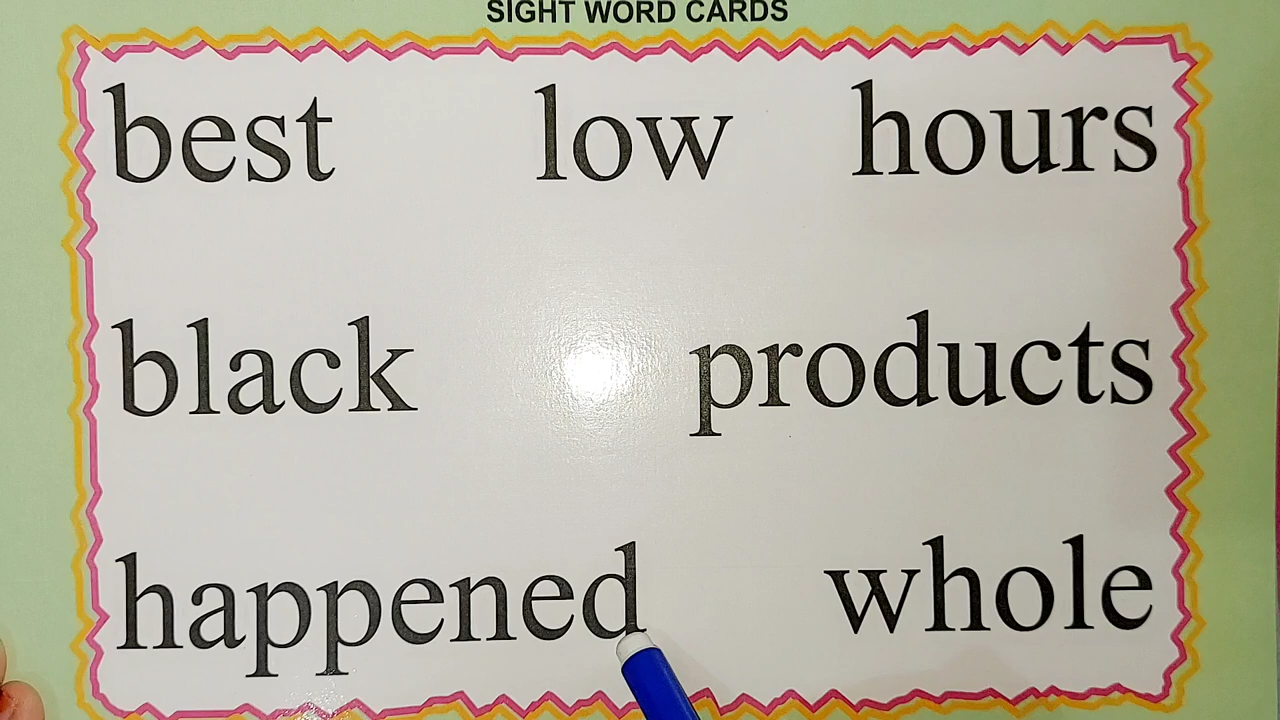 SIGHT WORD CARDS
best low hours
black products
happened whole